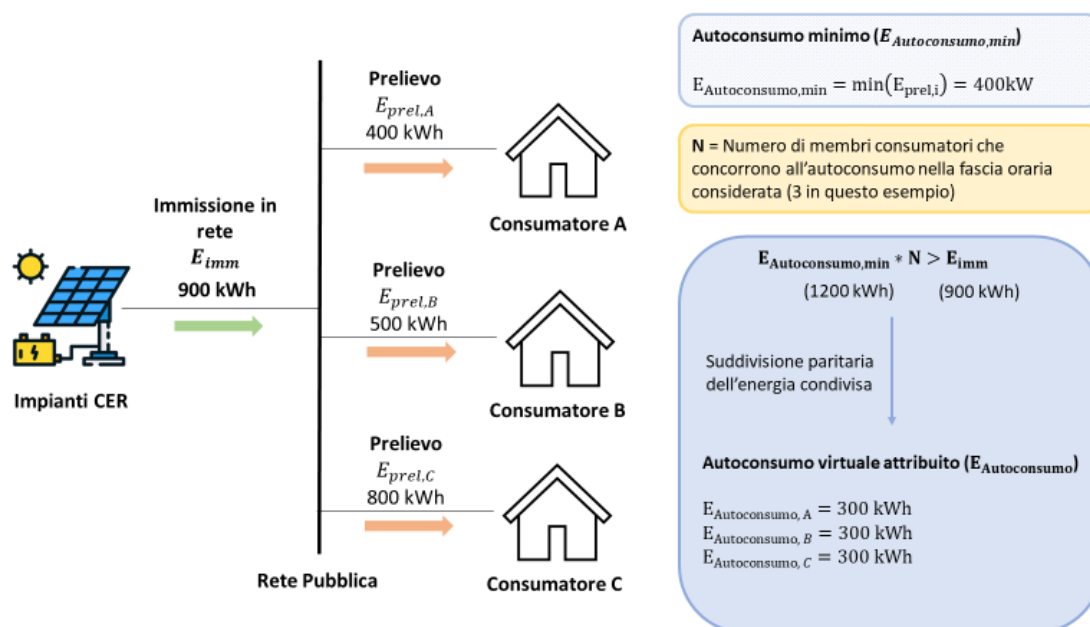 Immissione in
rete
E_imm
900 kWh
Impianti CER
Rete Pubblica
Prelievo
E_prel,A
400 kWh
Consumatore A
Prelievo
E_prel,B
500 kWh
Consumatore B
Prelievo
E_prel,C
800 kWh
Consumatore C
Autoconsumo minimo (E_Autoconsumo,min)
E_Autoconsumo,min = min(E_prel,i) = 400kW
N = Numero di membri consumatori che
concorrono all'autoconsumo nella fascia oraria
considerata (3 in questo esempio)
E_Autoconsumo,min * N > E_imm
(1200 kWh) (900 kWh)
Suddivisione paritaria
dell'energia condivisa
Autoconsumo virtuale attribuito (E_Autoconsumo)
E_Autoconsumo, A = 300 kWh
E_Autoconsumo, B = 300 kWh
E_Autoconsumo, C = 300 kWh